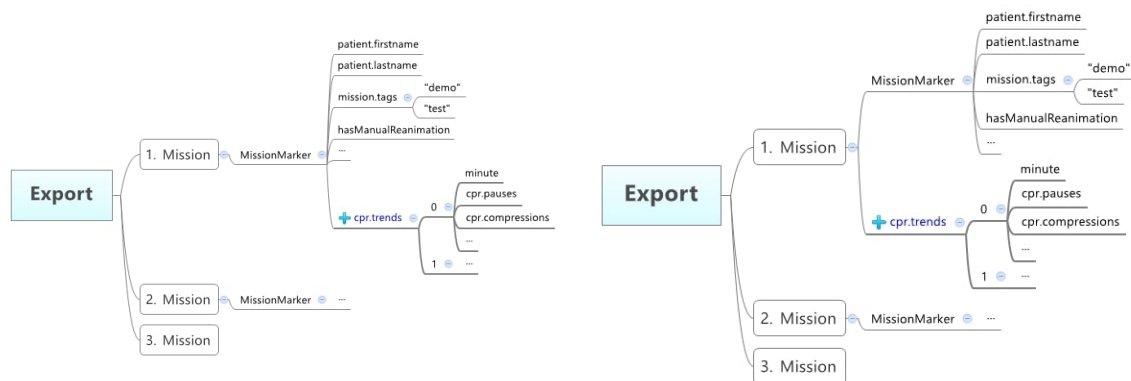 patient.firstname
patient.lastname
mission.tags
"demo"
"test"
hasManualReanimation
...
1. Mission
MissionMarker
Export
cpr.trends
0
minute
cpr.pauses
cpr.compressions
...
1
...
2. Mission
MissionMarker
...
3. Mission
patient.firstname
patient.lastname
MissionMarker
mission.tags
"demo"
"test"
hasManualReanimation
...
1. Mission
Export
cpr.trends
0
minute
cpr.pauses
cpr.compressions
...
1
...
2. Mission
MissionMarker
...
3. Mission